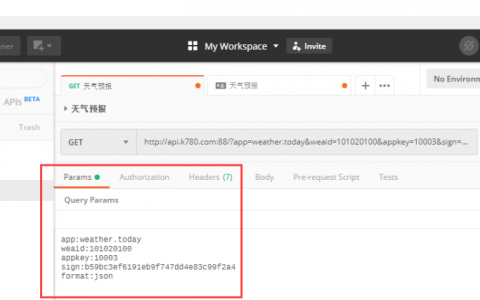 My Workspace
Invite
GET 天气预报
天气预报
No Environm
APIs BETA
天气预报
Trash
GET
http://api.k780.com:88/?app=weather.today&weaid=101020100&appkey=10003&sign=...
Params
Authorization
Headers (7)
Body
Pre-request Script
Tests
Query Params
app:weather.today
weaid:101020100
appkey:10003
sign:b59bc3ef6191eb9f747dd4e83c99f2a4
format:json